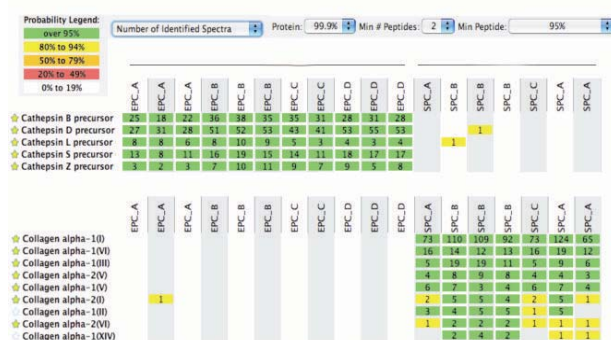 Probability Legend:
over 95%
80% to 94%
50% to 79%
20% to 49%
0% to 19%
Number of Identified Spectra Protein: 99.9% Min # Peptides: 2 Min Peptide: 95%
EPC_A EPC_A EPC_A EPC_B EPC_B EPC_B EPC_C EPC_C EPC_D EPC_D EPC_D SPC_A SPC_B SPC_B SPC_B SPC_C SPC_A SPC_A
Cathepsin B precursor 25 18 22 36 38 35 35 31 28 31 28
Cathepsin D precursor 27 31 28 51 52 53 43 41 53 55 53 1
Cathepsin L precursor 8 8 6 8 10 9 5 3 4 3 4 1
Cathepsin S precursor 13 8 11 16 19 15 14 11 18 17 17
Cathepsin Z precursor 3 2 3 7 10 11 9 7 9 5 8
EPC_A EPC_A EPC_A EPC_B EPC_B EPC_B EPC_C EPC_C EPC_D EPC_D EPC_D SPC_A SPC_B SPC_B SPC_B SPC_C SPC_A SPC_A
Collagen alpha-1(I) 73 110 109 92 73 124 65
Collagen alpha-1(VI) 16 14 12 13 16 19 12
Collagen alpha-1(III) 5 19 19 11 5 9 6
Collagen alpha-2(V) 4 8 9 8 4 4 3
Collagen alpha-1(V) 6 7 3 4 6 7 4
Collagen alpha-2(I) 1 2 5 5 4 2 5 1
Collagen alpha-1(II) 3 4 5 5 1 5
Collagen alpha-2(VI) 1 2 2 2 1 1 1
Collagen alpha-1(XIV) 2 4 2 1 1